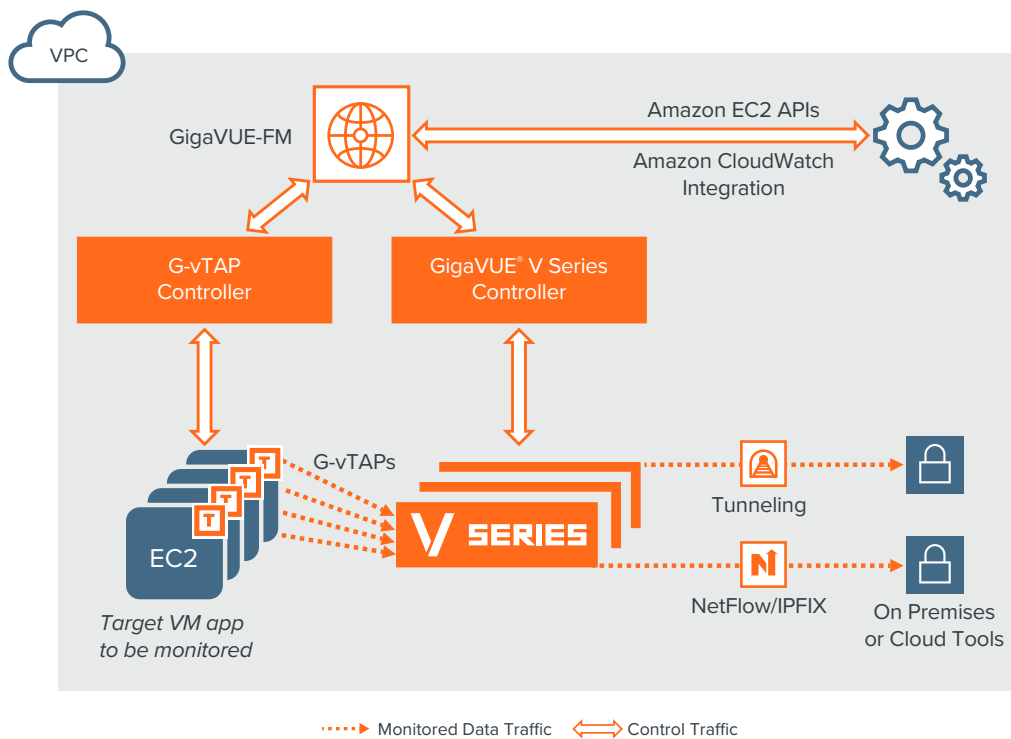 VPC
GigaVUE-FM
Amazon EC2 APIs
Amazon CloudWatch
Integration
G-vTAP
Controller
GigaVUE® V Series
Controller
G-vTAPs
T
T
T
T
EC2
V SERIES
Tunneling
N
NetFlow/IPFIX
Target VM app
to be monitored
On Premises
or Cloud Tools
Monitored Data Traffic
Control Traffic